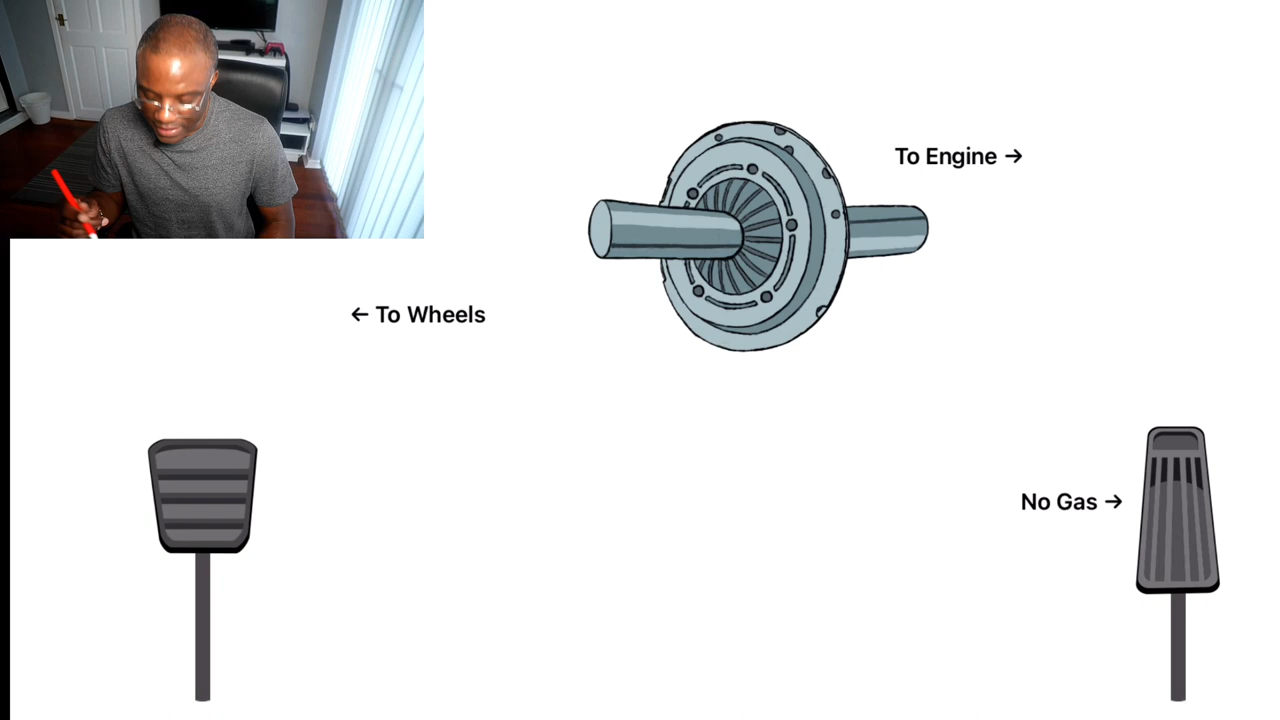 To Engine →
← To Wheels
No Gas →